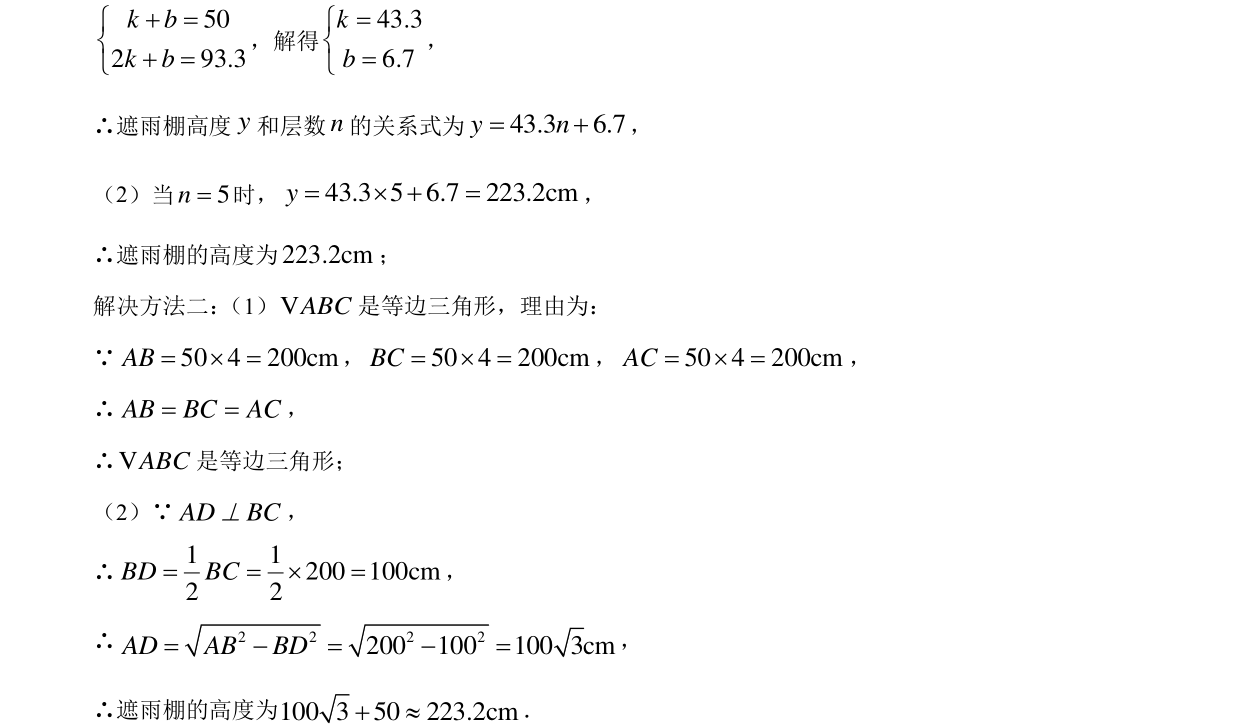 { k+b=50
2k+b=93.3 , 解得 { k=43.3
b=6.7 ,
∴遮雨棚高度 y 和层数 n 的关系式为 y=43.3n+6.7,
（2）当 n=5 时， y=43.3×5+6.7=223.2cm,
∴遮雨棚的高度为 223.2cm；
解决方法二：（1）VABC 是等边三角形，理由为：
∵ AB=50×4=200cm, BC=50×4=200cm, AC=50×4=200cm,
∴ AB=BC=AC,
∴VABC 是等边三角形；
（2）∵ AD⊥BC,
∴ BD=1/2 BC=1/2×200=100cm,
∴ AD=√(AB²−BD²)=√(200²−100²)=100√3cm,
∴遮雨棚的高度为100√3+50≈223.2cm.